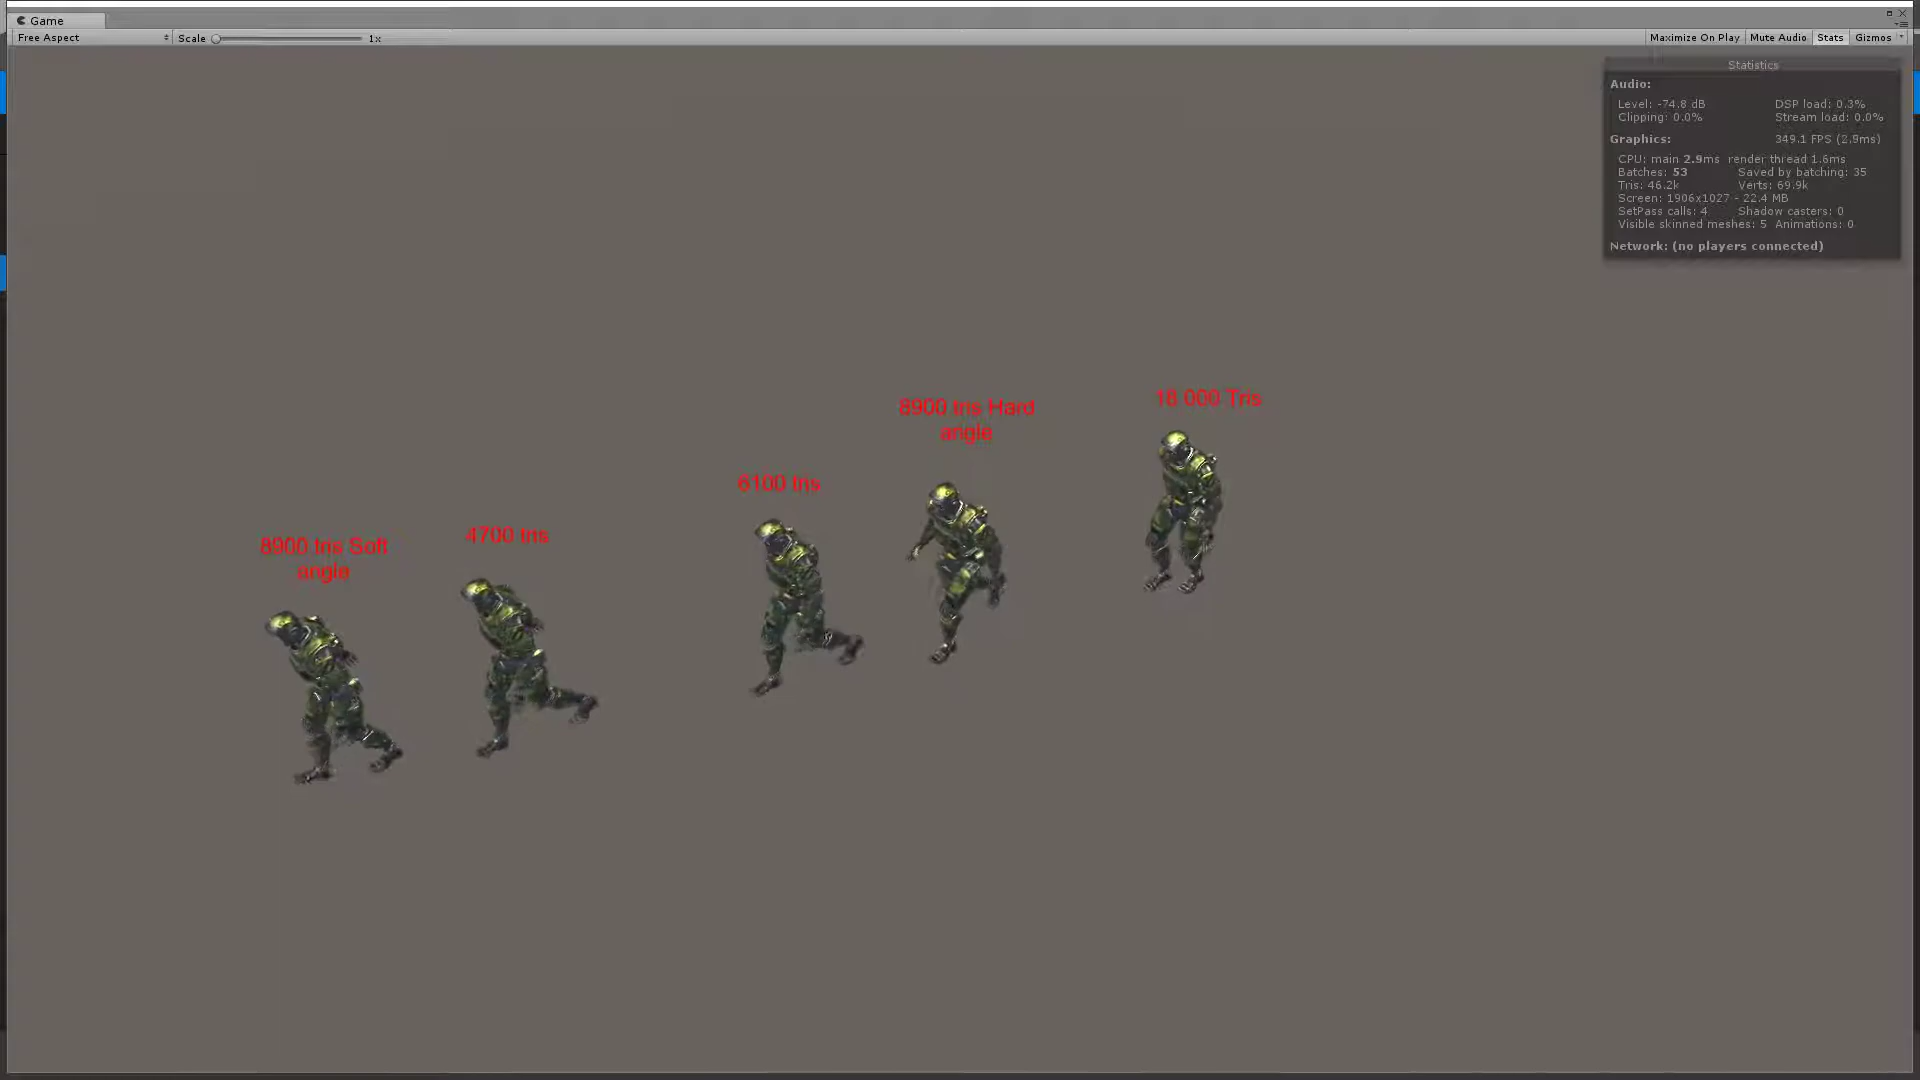 Game
Free Aspect
Scale
1x
Maximize On Play
Mute Audio
Stats
Gizmos
Statistics
Audio:
Level: -74.8 dB
DSP load: 0.3%
Clipping: 0.0%
Stream load: 0.0%
Graphics:
349.1 FPS (2.9ms)
CPU: main 2.9ms render thread 1.6ms
Batches: 53
Saved by batching: 35
Tris: 46.2k
Verts: 69.9k
Screen: 1906x1027 - 22.4 MB
SetPass calls: 4
Shadow casters: 0
Visible skinned meshes: 5 Animations: 0
Network: (no players connected)
18 000 Tris
8900 tris Hard
angle
6100 tris
4700 tris
8900 tris Soft
angle